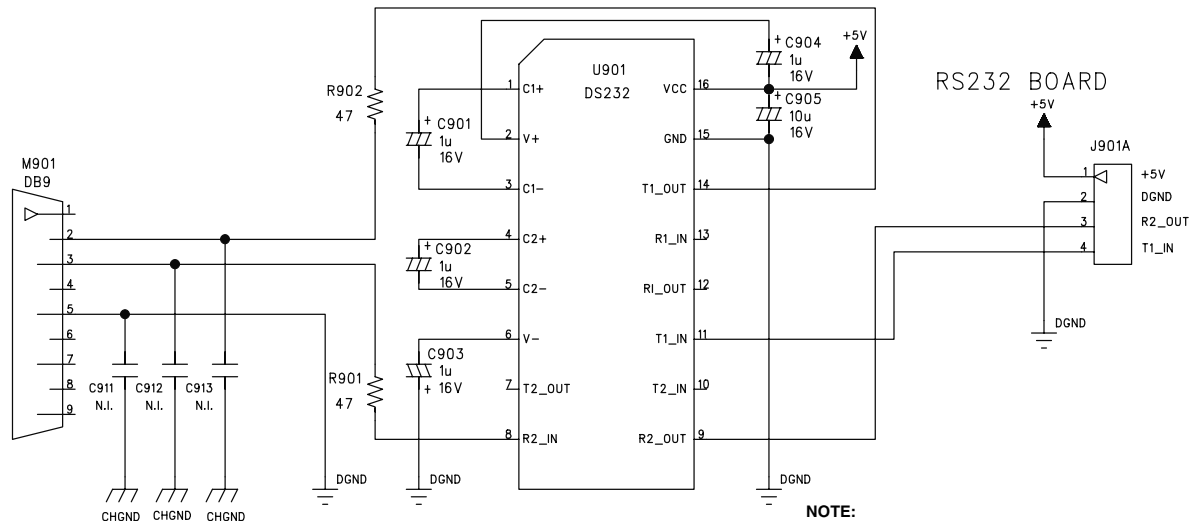 RS232 BOARD
M901
DB9
1
2
3
4
5
6
7
8
9
C911
N.I.
C912
N.I.
C913
N.I.
CHGND
CHGND
CHGND
DGND
R902
47
R901
47
+ C901
1u
16V
+ C902
1u
16V
C903
1u
+ 16V
DGND
U901
DS232
1 C1+
2 V+
3 C1-
4 C2+
5 C2-
6 V-
7 T2_OUT
8 R2_IN
VCC 16
GND 15
T1_OUT 14
R1_IN 13
RI_OUT 12
T1_IN 11
T2_IN 10
R2_OUT 9
+ C904
1u
16V
+ C905
10u
16V
+5V
DGND
+5V
J901A
1 +5V
2 DGND
3 R2_OUT
4 T1_IN
DGND
NOTE: